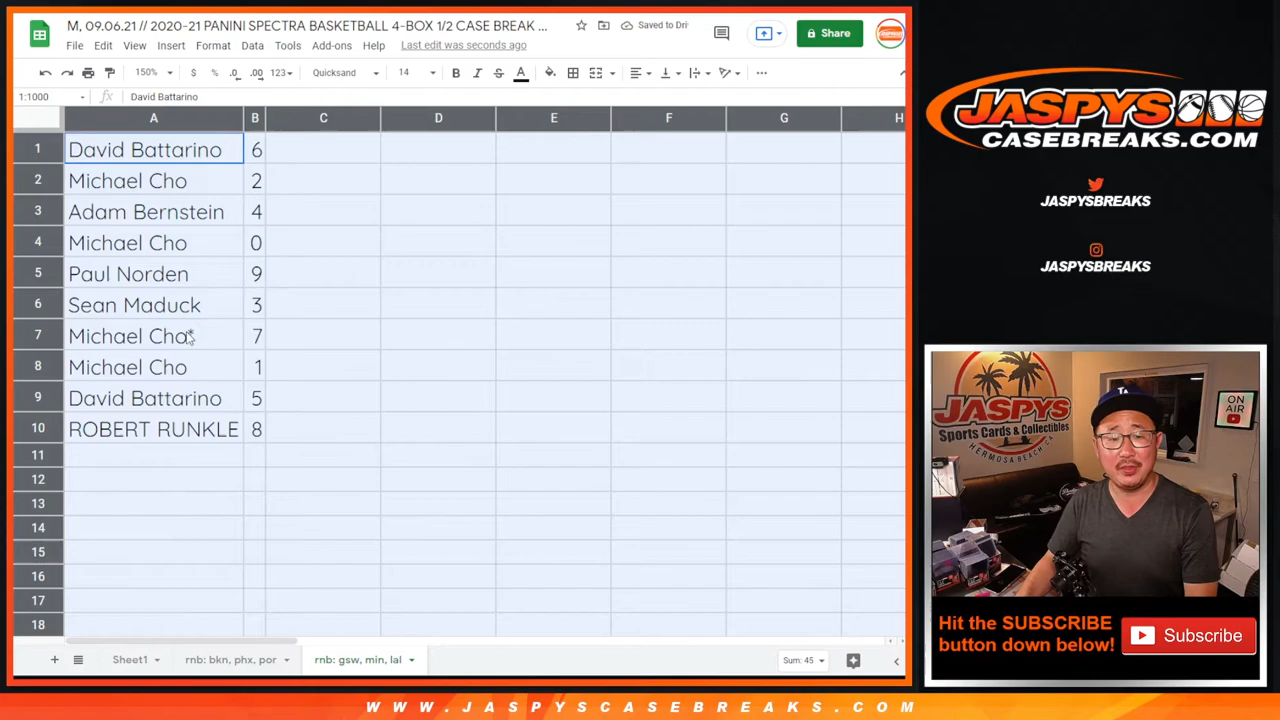 M, 09.06.21 // 2020-21 PANINI SPECTRA BASKETBALL 4-BOX 1/2 CASE BREAK ...
Saved to Dri
Share
File Edit View Insert Format Data Tools Add-ons Help Last edit was seconds ago
150% $ % .0 .00 123 Quicksand 14 B I S A
1:1000 fx David Battarino
A B C D E F G H
1 David Battarino 6
2 Michael Cho 2
3 Adam Bernstein 4
4 Michael Cho 0
5 Paul Norden 9
6 Sean Maduck 3
7 Michael Cho 7
8 Michael Cho 1
9 David Battarino 5
10 ROBERT RUNKLE 8
11
12
13
14
15
16
17
18
Sheet1 rnb: bkn, phx, por rnb: gsw, min, lal Sum: 45
JASPYS
CASEBREAKS.COM
JASPYSBREAKS
JASPYSBREAKS
JASPYS
Sports Cards & Collectibles
HERMOSA BEACH, CA
ON AIR
LA
Hit the SUBSCRIBE
button down below!
Subscribe
WWW.JASPYSCASEBREAKS.COM